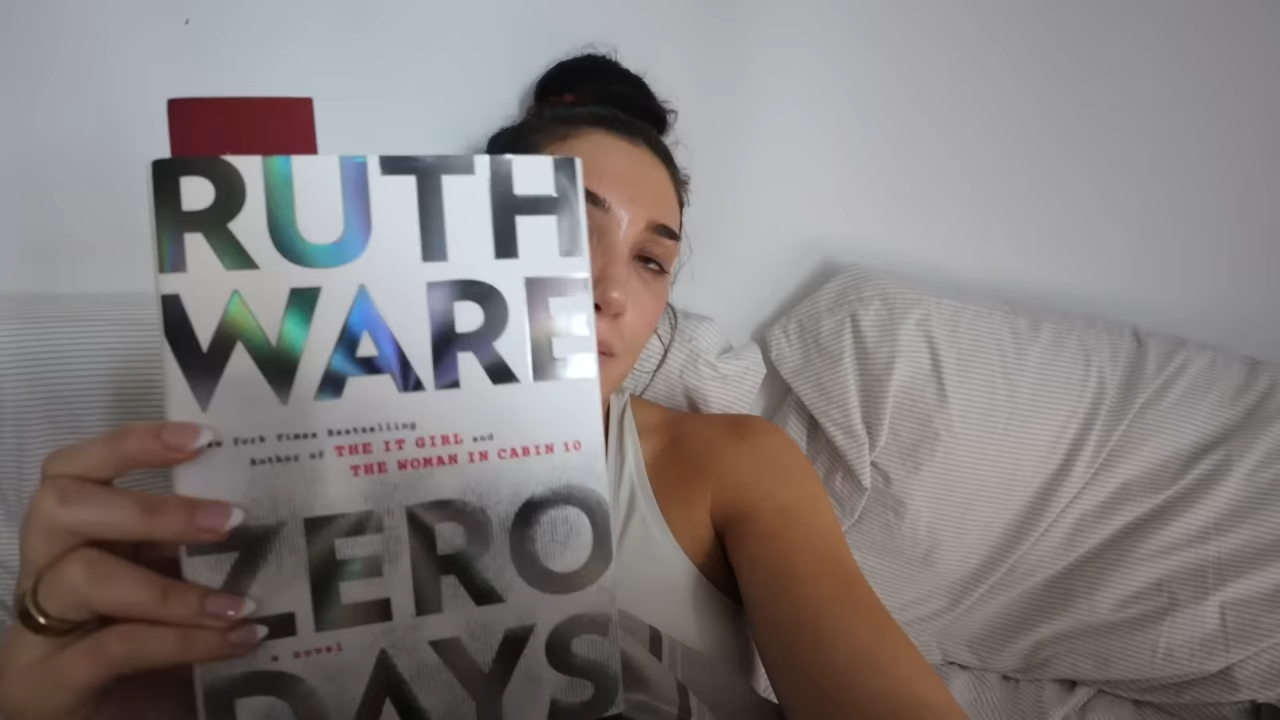 RUTH
WARE
York Times Bestselling
Author of THE IT GIRL and
THE WOMAN IN CABIN 10
ZERO
a novel
DAYS